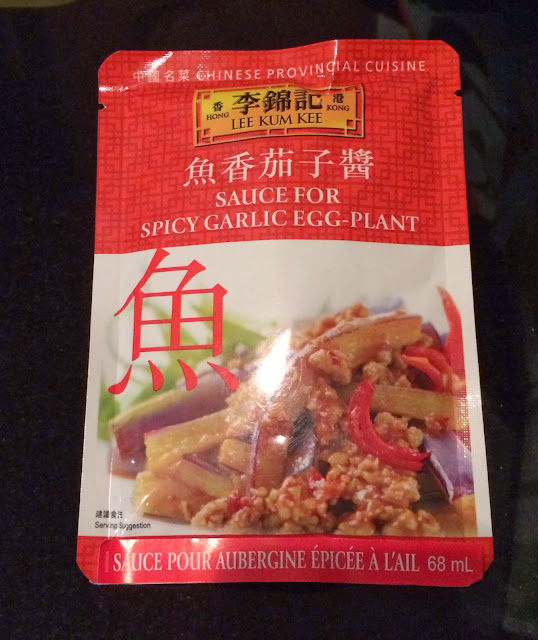 中國名菜 CHINESE PROVINCIAL CUISINE
香 李錦記 港
HONG LEE KUM KEE KONG
魚香茄子醬
SAUCE FOR
SPICY GARLIC EGG-PLANT
魚
建議食法
Serving Suggestion
SAUCE POUR AUBERGINE ÉPICÉE À L'AIL 68 mL